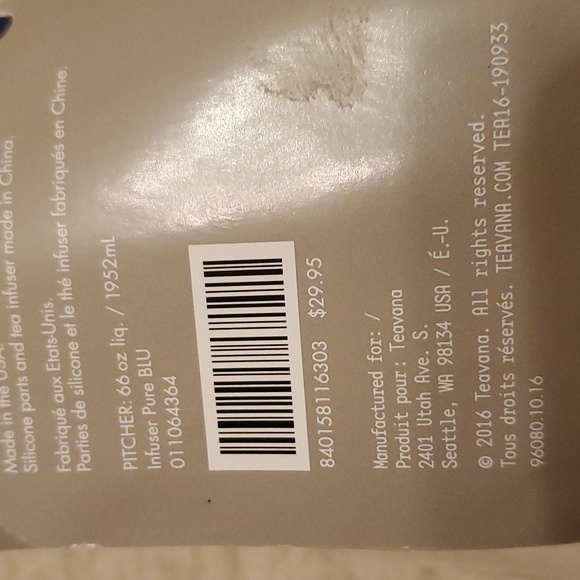 Made in the USA.
Silicone parts and tea infuser made in China.
Fabriqué aux Etats-Unis.
Parties de silicone et le thé infuser fabriqués en Chine.
PITCHER: 66 oz liq. / 1952mL
Infuser Pure BLU
011064364
840158116303 $29.95
Manufactured for: /
Produit pour: Teavana
2401 Utah Ave. S.
Seattle, WA 98134 USA / É.-U.
© 2016 Teavana. All rights reserved.
Tous droits réservés. TEAVANA.COM TEA16-190933
96080.10.16